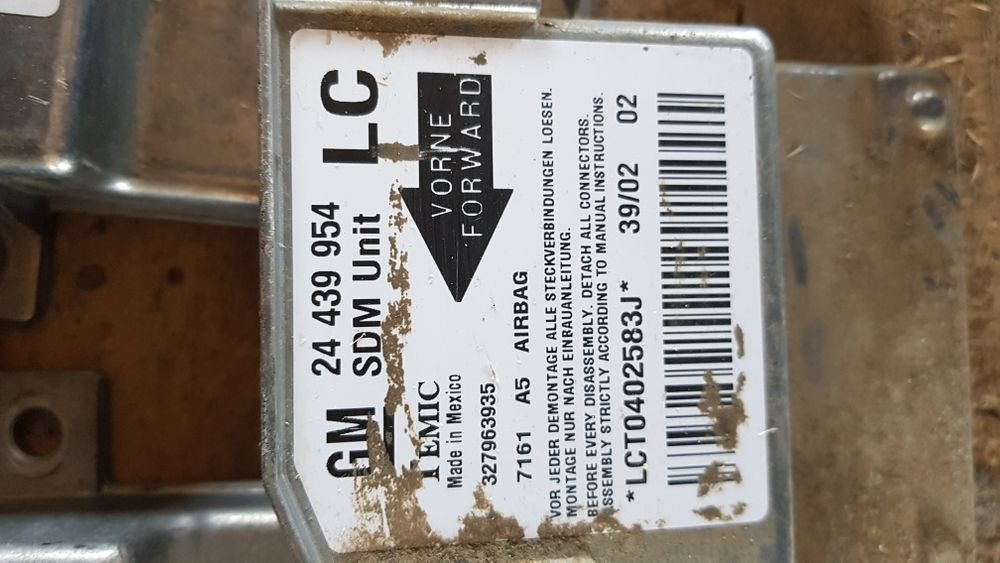 GM 24 439 954 LC
SDM Unit
TEMIC
Made in Mexico
VORNE
FORWARD
327963935
7161 A5 AIRBAG
VOR JEDER DEMONTAGE ALLE STECKVERBINDUNGEN LOESEN.
MONTAGE NUR NACH EINBAUANLEITUNG.
BEFORE EVERY DISASSEMBLY. DETACH ALL CONNECTORS.
SSEMBLY STRICTLY ACCORDING TO MANUAL INSTRUCTIONS.
*LCT0402583J* 39/02 02